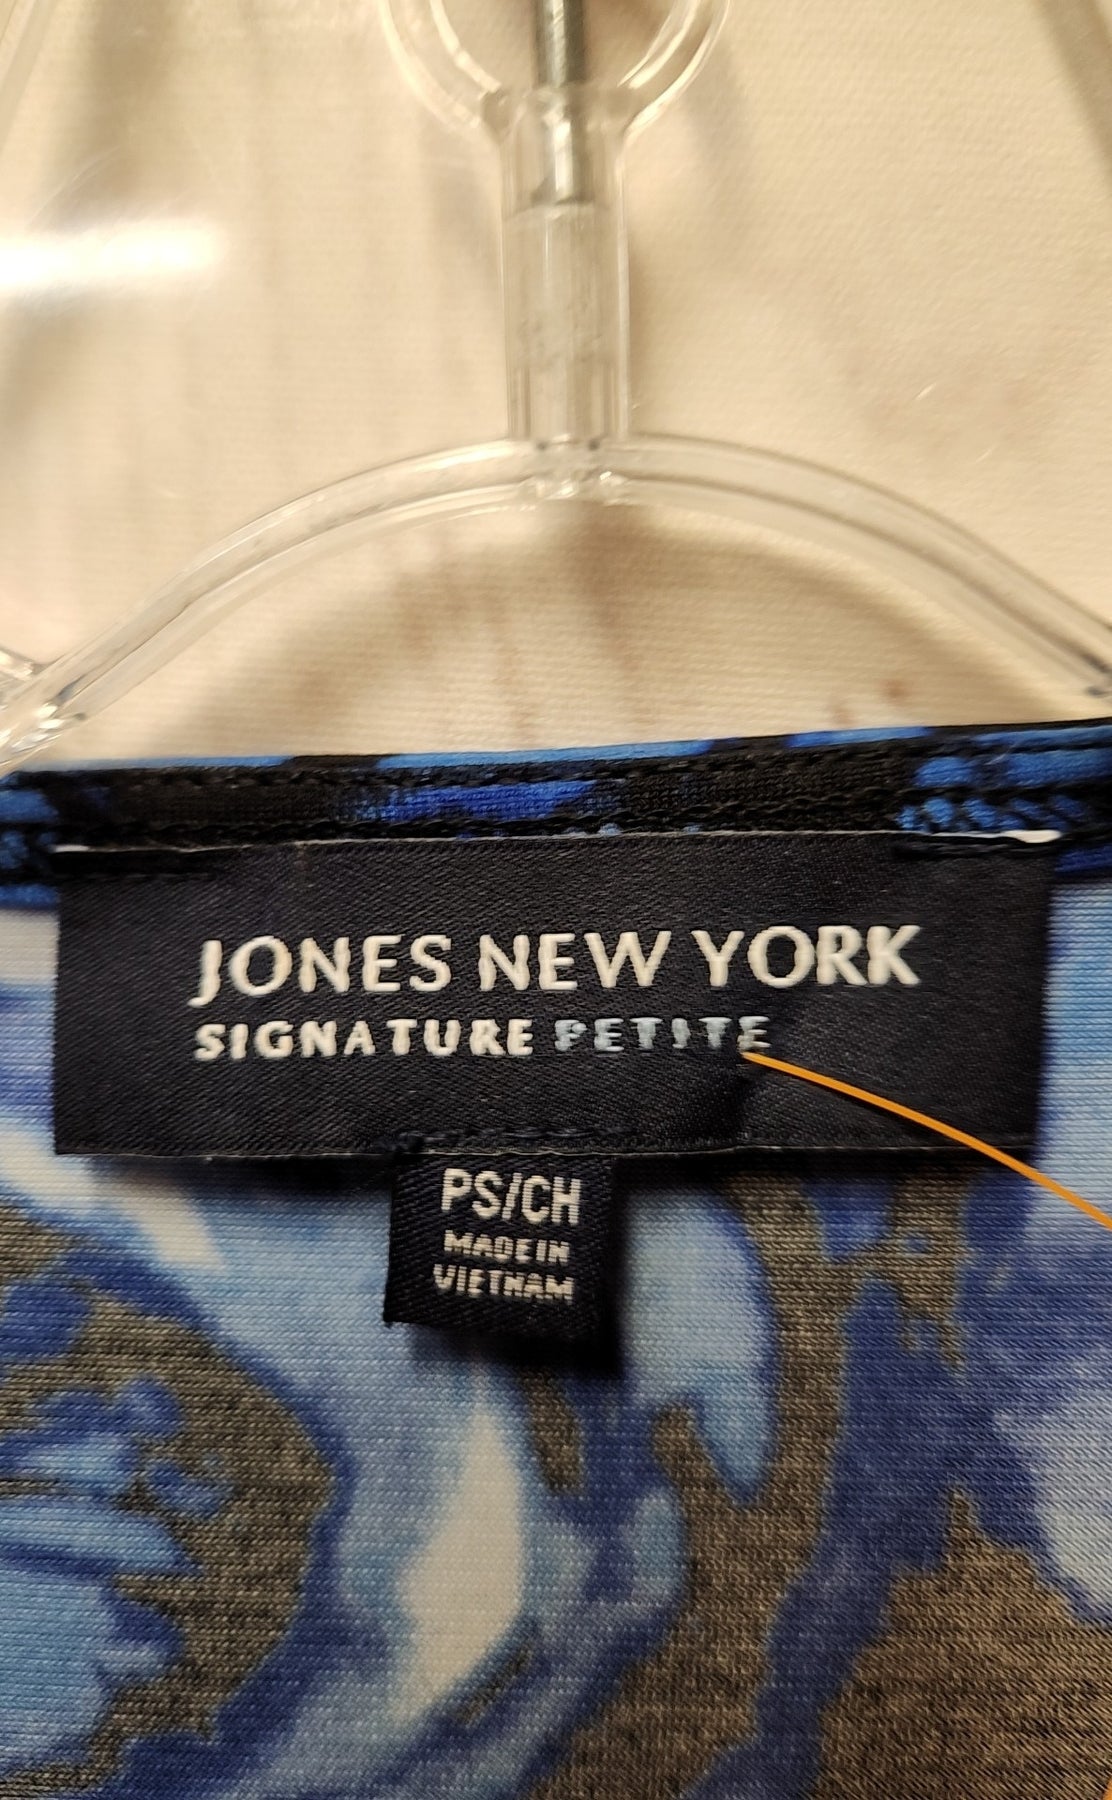 JONES NEW YORK
SIGNATURE PETITE
PS/CH
MADE IN
VIETNAM